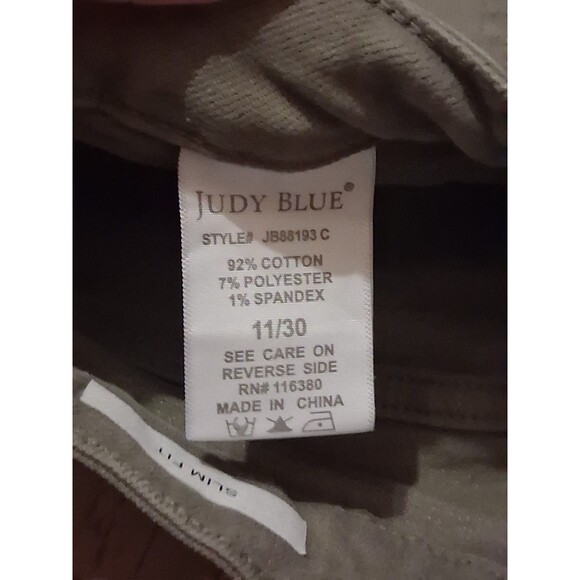 JUDY BLUE®
STYLE# JB88193 C
92% COTTON
7% POLYESTER
1% SPANDEX
11/30
SEE CARE ON
REVERSE SIDE
RN# 116380
MADE IN CHINA
SLIM FIT